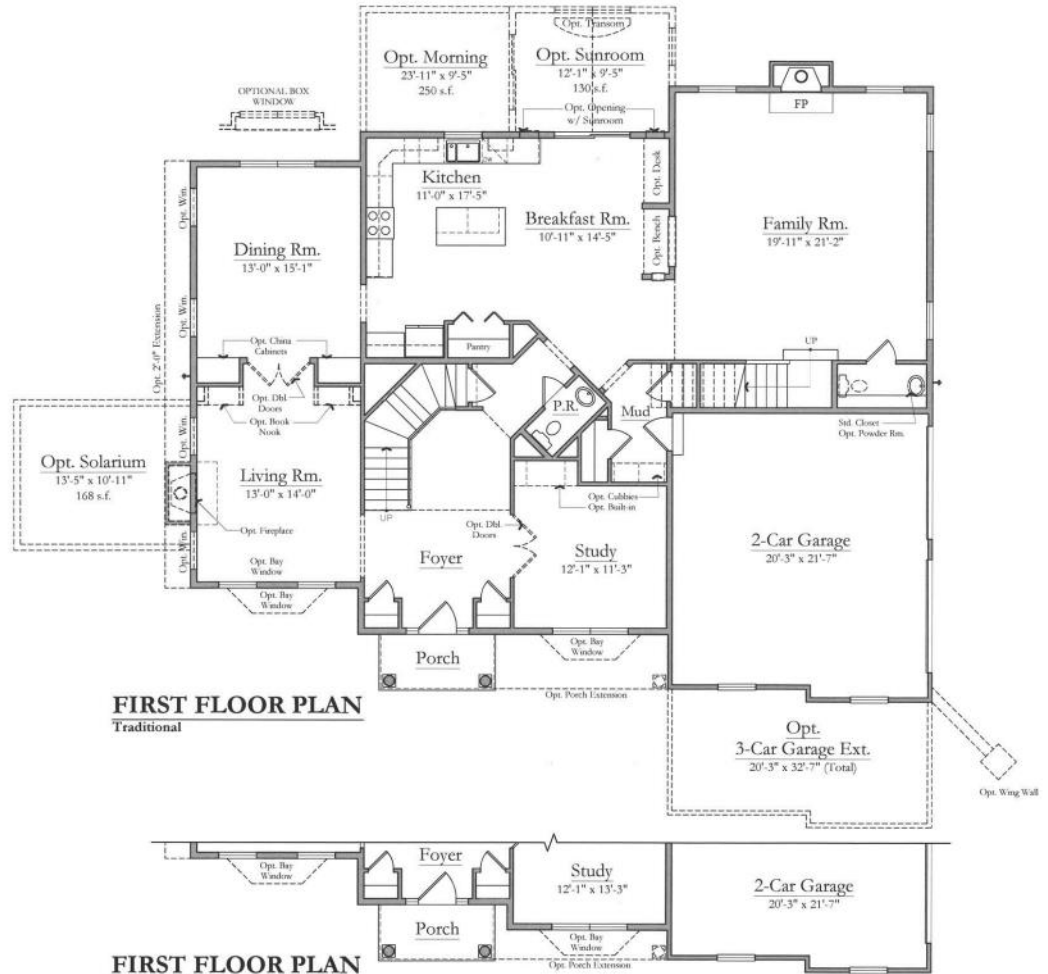 Opt. Transom
Opt. Morning
23'-11" x 9'-5"
250 s.f.
Opt. Sunroom
12'-1" x 9'-5"
130 s.f.
OPTIONAL BOX
WINDOW
Opt. Opening
w/ Sunroom
FP
Kitchen
11'-0" x 17'-5"
Opt. Desk
Opt. Win.
Breakfast Rm.
10'-11" x 14'-5"
Opt. Bench
Family Rm.
19'-11" x 21'-2"
Dining Rm.
13'-0" x 15'-1"
Opt. Win.
Opt. 2'-0" Extension
Opt. China
Cabinets
Pantry
UP
Opt. Dbl.
Doors
Opt. Book
Nook
P.R.
Mud
Std. Closet
Opt. Powder Rm.
Opt. Win.
Opt. Solarium
13'-5" x 10'-11"
168 s.f.
Living Rm.
13'-0" x 14'-0"
Opt. Cubbies
Opt. Built-in
UP
Opt. Fireplace
Opt. Dbl.
Doors
Opt. Win.
2-Car Garage
20'-3" x 21'-7"
Foyer
Study
12'-1" x 11'-3"
Opt. Bay
Window
Opt. Bay
Window
Opt. Bay
Window
Porch
Opt. Porch Extension
FIRST FLOOR PLAN
Traditional
Opt.
3-Car Garage Ext.
20'-3" x 32'-7" (Total)
Opt. Wing Wall
Foyer
Opt. Bay
Window
Study
12'-1" x 13'-3"
2-Car Garage
20'-3" x 21'-7"
Porch
Opt. Bay
Window
Opt. Porch Extension
FIRST FLOOR PLAN